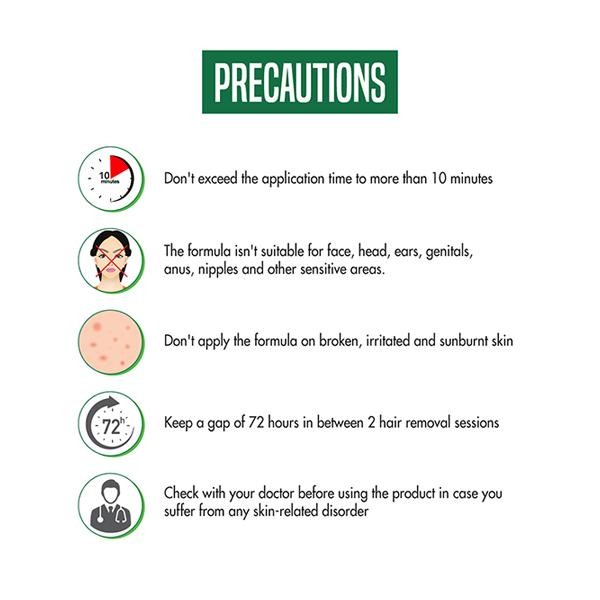 PRECAUTIONS
10
minutes
Don't exceed the application time to more than 10 minutes
The formula isn't suitable for face, head, ears, genitals,
anus, nipples and other sensitive areas.
Don't apply the formula on broken, irritated and sunburnt skin
72h
Keep a gap of 72 hours in between 2 hair removal sessions
Check with your doctor before using the product in case you
suffer from any skin-related disorder